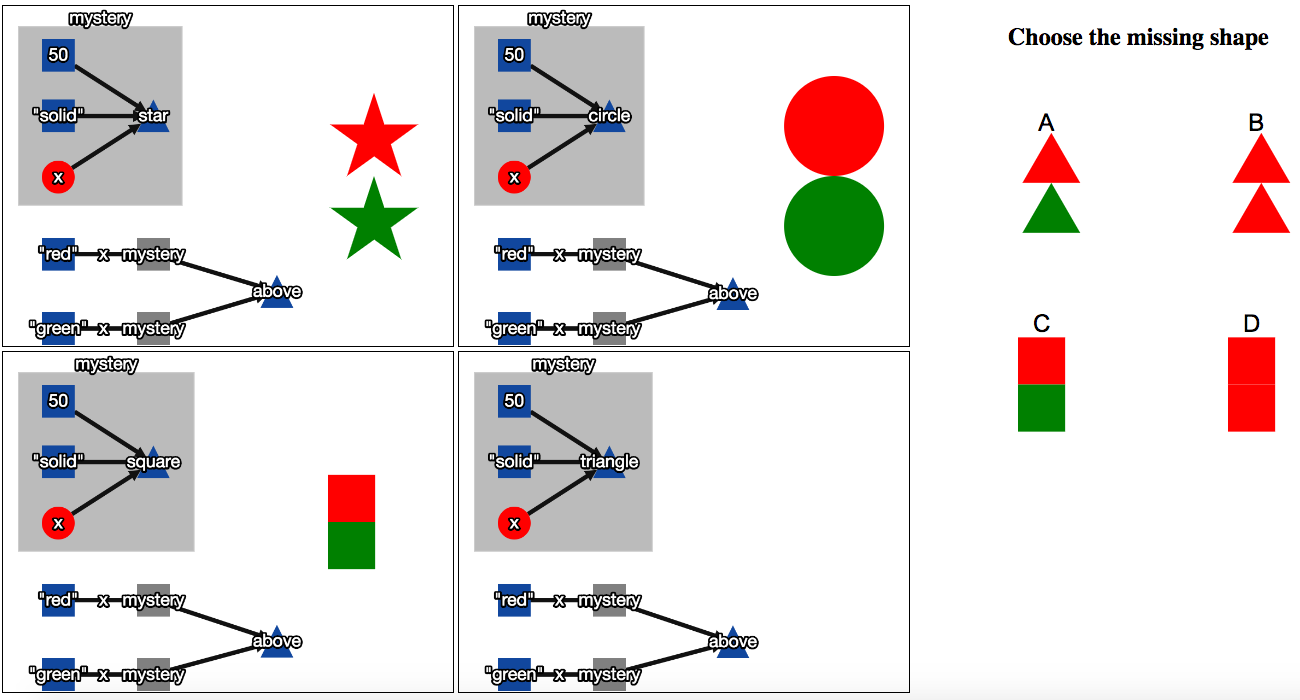 mystery
50
"solid" star
x
"red" x mystery
above
"green" x mystery
mystery
50
"solid" circle
x
"red" x mystery
above
"green" x mystery
mystery
50
"solid" square
x
"red" x mystery
above
"green" x mystery
mystery
50
"solid" triangle
x
"red" x mystery
above
"green" x mystery
Choose the missing shape
A B
C D